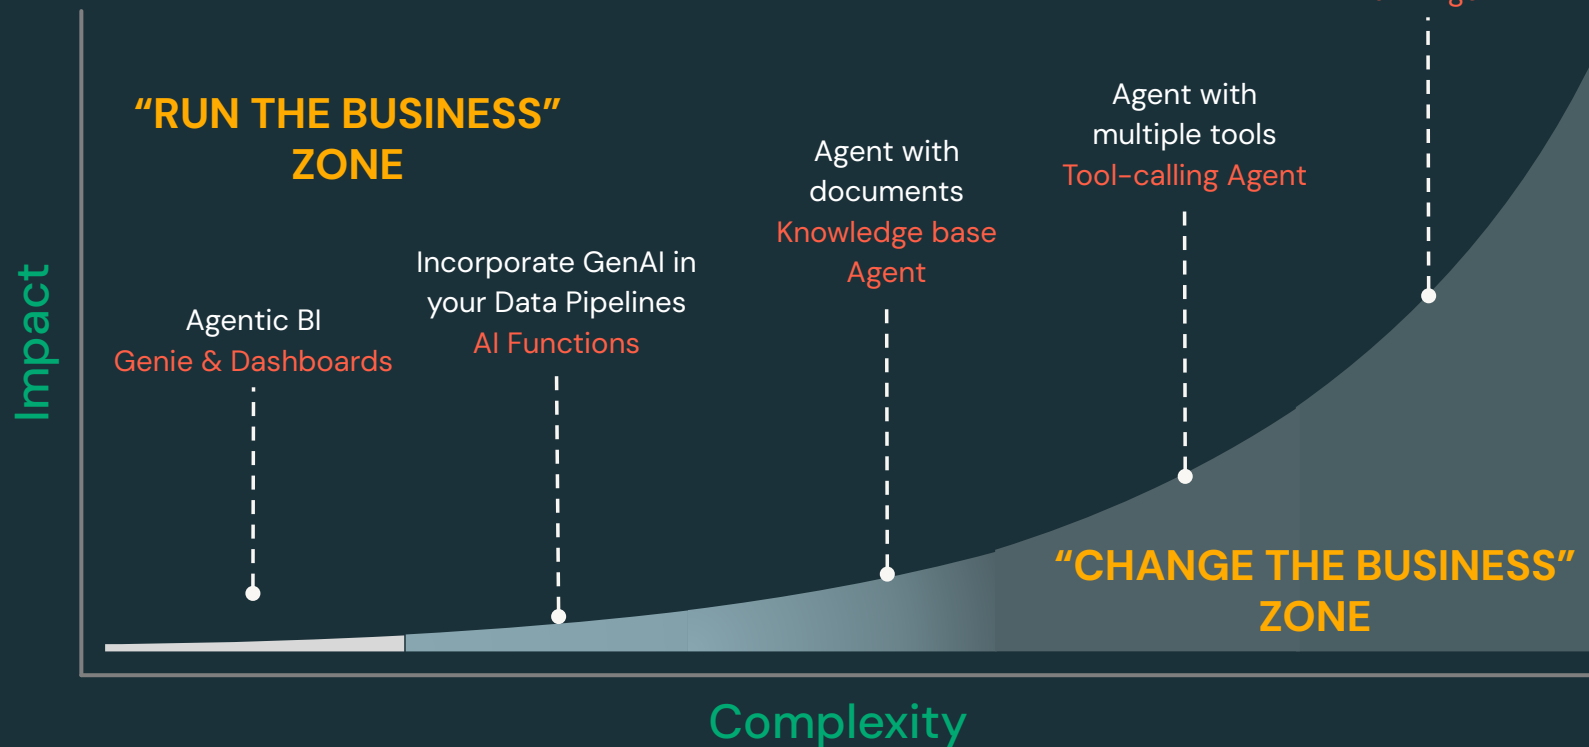 “RUN THE BUSINESS”
ZONE
Agent with
multiple tools
Tool-calling Agent
Agent with
documents
Knowledge base
Agent
Incorporate GenAI in
your Data Pipelines
AI Functions
Agentic BI
Genie & Dashboards
Impact
“CHANGE THE BUSINESS”
ZONE
Complexity